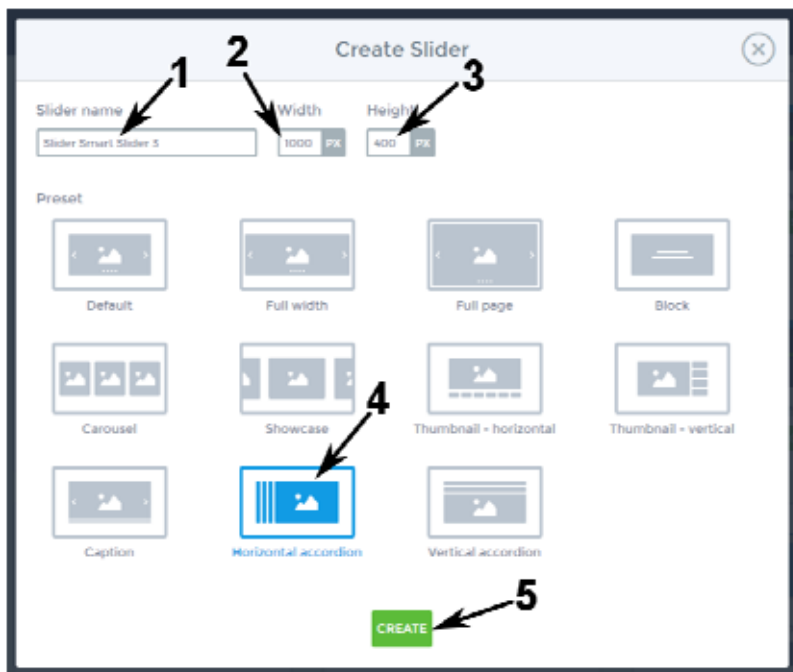 Create Slider
1 2 3
Slider name Width Height
Slider Smart Slider 3 1000 PX 400 PX
Preset
Default Full width Full page Block
4
Carousel Showcase Thumbnail - horizontal Thumbnail - vertical
Caption Horizontal accordion Vertical accordion
5
CREATE